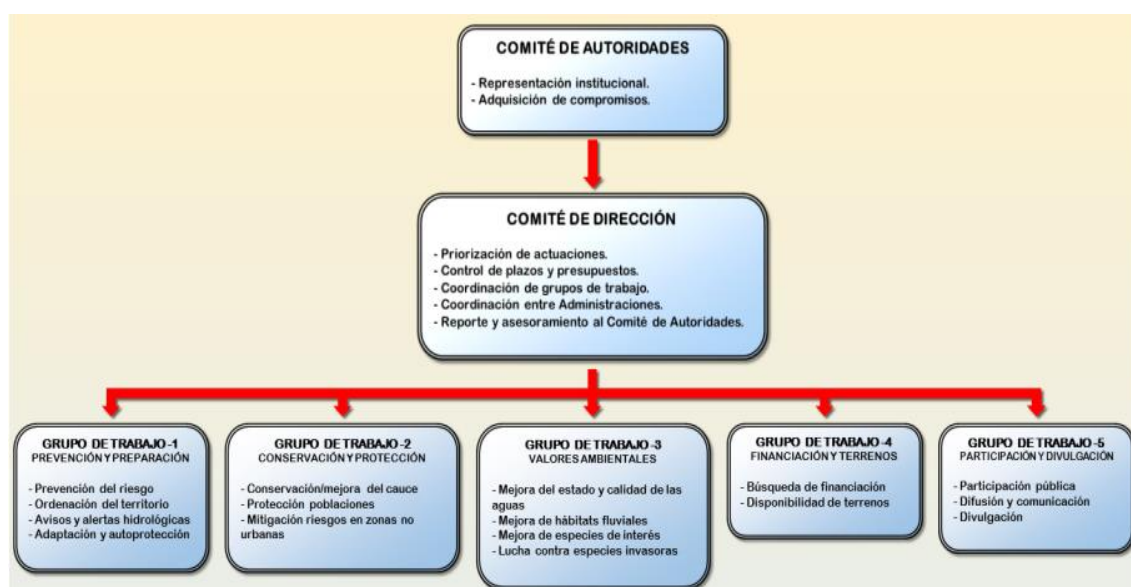 COMITÉ DE AUTORIDADES
- Representación institucional.
- Adquisición de compromisos.
COMITÉ DE DIRECCIÓN
- Priorización de actuaciones.
- Control de plazos y presupuestos.
- Coordinación de grupos de trabajo.
- Coordinación entre Administraciones.
- Reporte y asesoramiento al Comité de Autoridades.
GRUPO DE TRABAJO -1
PREVENCIÓN Y PREPARACIÓN
- Prevención del riesgo
- Ordenación del territorio
- Avisos y alertas hidrológicas
- Adaptación y autoprotección
GRUPO DE TRABAJO -2
CONSERVACIÓN Y PROTECCIÓN
- Conservación/mejora del cauce
- Protección poblaciones
- Mitigación riesgos en zonas no
urbanas
GRUPO DE TRABAJO -3
VALORES AMBIENTALES
- Mejora del estado y calidad de las
aguas
- Mejora de hábitats fluviales
- Mejora de especies de interés
- Lucha contra especies invasoras
GRUPO DE TRABAJO -4
FINANCIACIÓN Y TERRENOS
- Búsqueda de financiación
- Disponibilidad de terrenos
GRUPO DE TRABAJO -5
PARTICIPACIÓN Y DIVULGACIÓN
- Participación pública
- Difusión y comunicación
- Divulgación